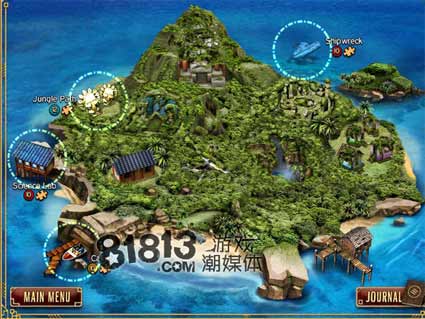 Shipwreck
Jungle Path
Science Lab
81813
.COM
游戏
潮媒体
MAIN MENU
JOURNAL